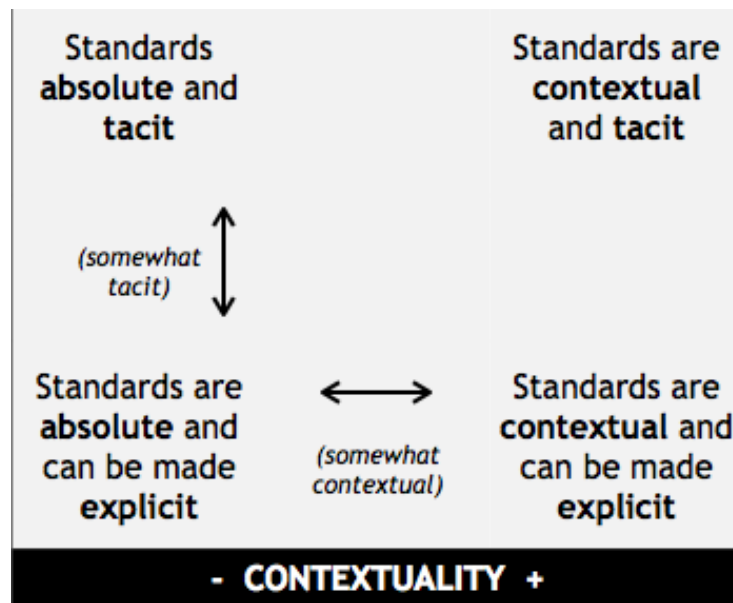 Standards
absolute and
tacit
Standards are
contextual
and tacit
(somewhat
tacit)
Standards are
absolute and
can be made
explicit
(somewhat
contextual)
Standards are
contextual and
can be made
explicit
- CONTEXTUALITY +